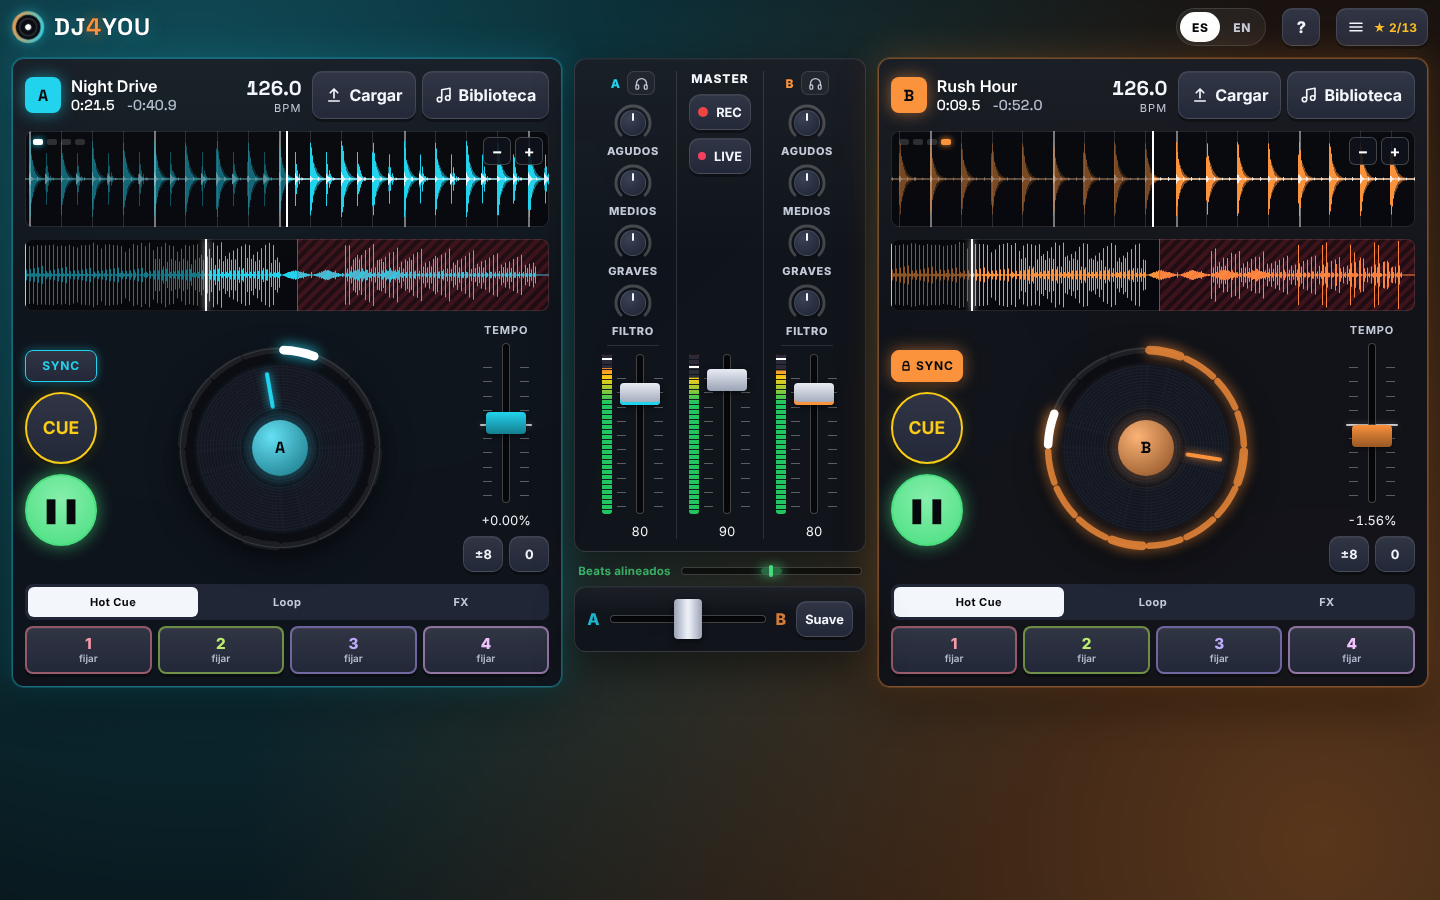 DJ4YOU
ES EN
?
★ 2/13
A
Night Drive
0:21.5 -0:40.9
126.0
BPM
Cargar
Biblioteca
− +
SYNC
CUE
A
TEMPO
+0.00%
±8 0
Hot Cue Loop FX
1 2 3 4
fijar fijar fijar fijar
A
MASTER
B
REC
LIVE
AGUDOS AGUDOS
MEDIOS MEDIOS
GRAVES GRAVES
FILTRO FILTRO
80 90 80
Beats alineados
A B
Suave
B
Rush Hour
0:09.5 -0:52.0
126.0
BPM
Cargar
Biblioteca
− +
SYNC
CUE
B
TEMPO
-1.56%
±8 0
Hot Cue Loop FX
1 2 3 4
fijar fijar fijar fijar